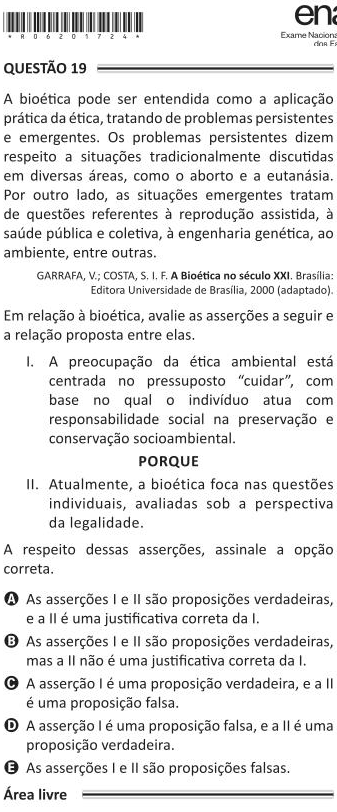 * R 0 6 2 0 1 7 2 4 *
ena
Exame Naciona
QUESTÃO 19
A bioética pode ser entendida como a aplicação
prática da ética, tratando de problemas persistentes
e emergentes. Os problemas persistentes dizem
respeito a situações tradicionalmente discutidas
em diversas áreas, como o aborto e a eutanásia.
Por outro lado, as situações emergentes tratam
de questões referentes à reprodução assistida, à
saúde pública e coletiva, à engenharia genética, ao
ambiente, entre outras.
GARRAFA, V.; COSTA, S. I. F. A Bioética no século XXI. Brasília:
Editora Universidade de Brasília, 2000 (adaptado).
Em relação à bioética, avalie as asserções a seguir e
a relação proposta entre elas.
I. A preocupação da ética ambiental está
centrada no pressuposto “cuidar”, com
base no qual o indivíduo atua com
responsabilidade social na preservação e
conservação socioambiental.
PORQUE
II. Atualmente, a bioética foca nas questões
individuais, avaliadas sob a perspectiva
da legalidade.
A respeito dessas asserções, assinale a opção
correta.
A As asserções I e II são proposições verdadeiras,
e a II é uma justificativa correta da I.
B As asserções I e II são proposições verdadeiras,
mas a II não é uma justificativa correta da I.
C A asserção I é uma proposição verdadeira, e a II
é uma proposição falsa.
D A asserção I é uma proposição falsa, e a II é uma
proposição verdadeira.
E As asserções I e II são proposições falsas.
Área livre